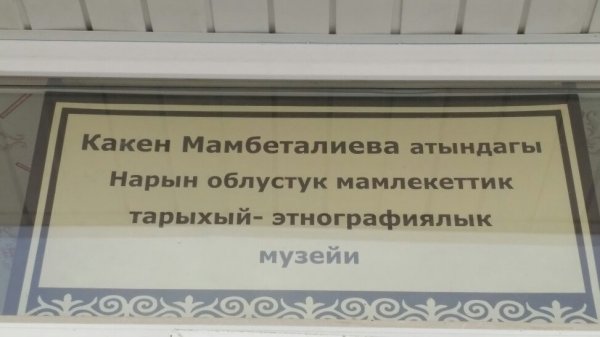 Какен Мамбеталиева атындагы
Нарын облустук мамлекеттик
тарыхый- этнографиялык
музейи